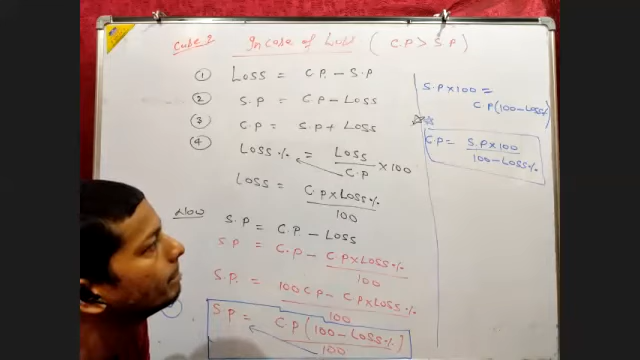 Case 2 In case of Loss ( C.P > S.P)
① Loss = C.P. - S.P
② S.P = C.P - Loss
③ C.P = S.P + Loss
④ Loss % = Loss / C.P × 100
Loss = C.P × Loss % / 100
Now S.P = C.P - Loss
S.P = C.P - C.P × Loss % / 100
S.P. = 100 C.P - C.P × Loss % / 100
S.P = C.P (100 - Loss %) / 100
S.P × 100 =
C.P (100 - Loss %)
C.P = S.P × 100 / 100 - Loss %